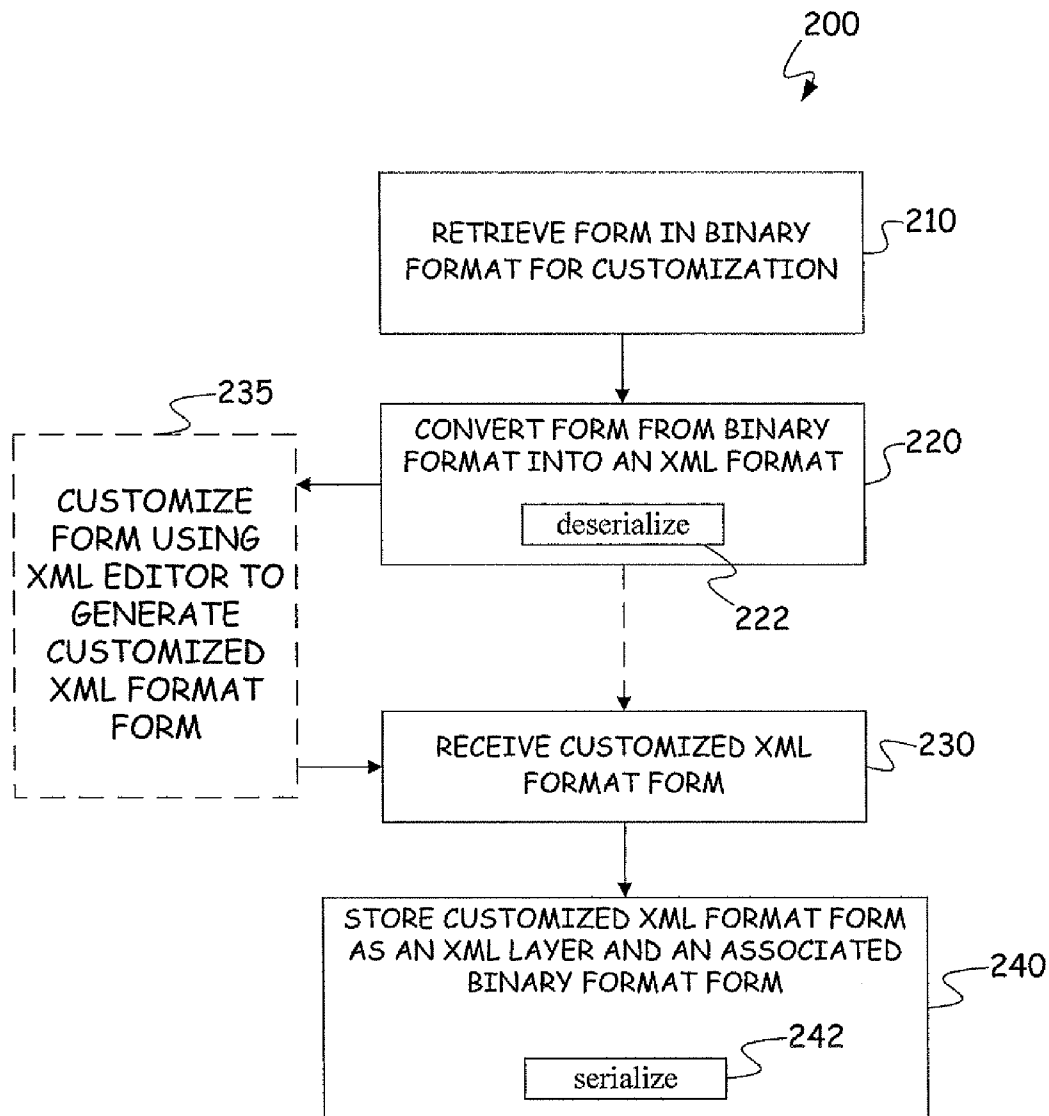 200
RETRIEVE FORM IN BINARY
FORMAT FOR CUSTOMIZATION
210
235
CONVERT FORM FROM BINARY
FORMAT INTO AN XML FORMAT
220
deserialize
222
CUSTOMIZE
FORM USING
XML EDITOR TO
GENERATE
CUSTOMIZED
XML FORMAT
FORM
RECEIVE CUSTOMIZED XML
FORMAT FORM
230
STORE CUSTOMIZED XML FORMAT FORM
AS AN XML LAYER AND AN ASSOCIATED
BINARY FORMAT FORM
240
242
serialize